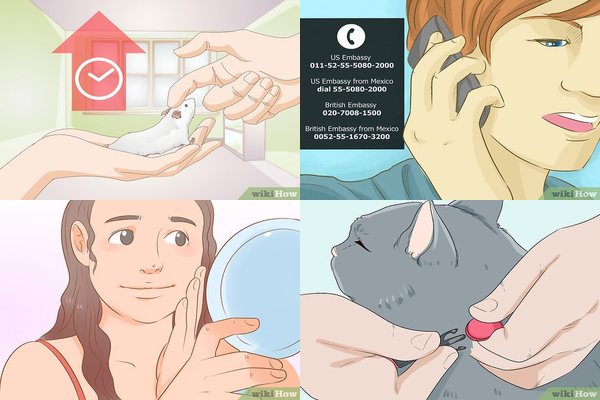 wikiHow
US Embassy
011-52-55-5080-2000
US Embassy from Mexico
dial 55-5080-2000
British Embassy
020-7008-1500
British Embassy from Mexico
0052-55-1670-3200
wikiHow
wikiHow
wikiHow